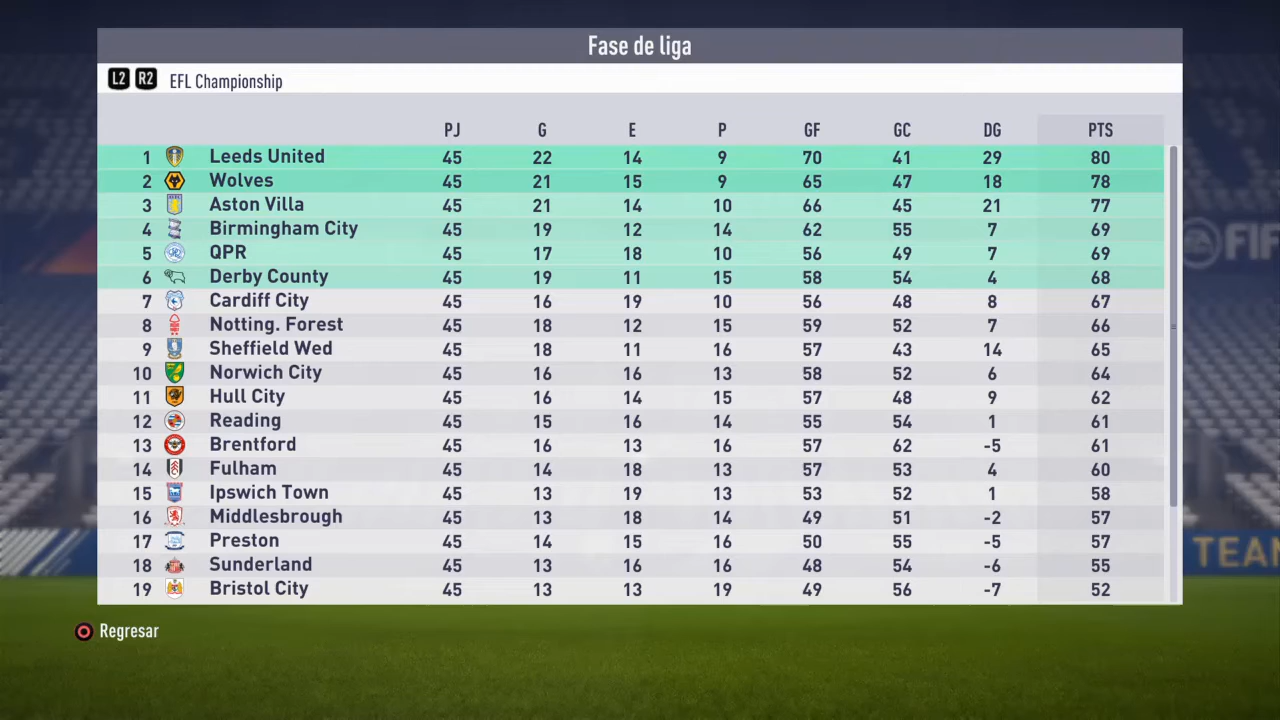 Fase de liga
L2 R2 EFL Championship
PJ G E P GF GC DG PTS
1 Leeds United 45 22 14 9 70 41 29 80
2 Wolves 45 21 15 9 65 47 18 78
3 Aston Villa 45 21 14 10 66 45 21 77
4 Birmingham City 45 19 12 14 62 55 7 69
5 QPR 45 17 18 10 56 49 7 69
6 Derby County 45 19 11 15 58 54 4 68
7 Cardiff City 45 16 19 10 56 48 8 67
8 Notting. Forest 45 18 12 15 59 52 7 66
9 Sheffield Wed 45 18 11 16 57 43 14 65
10 Norwich City 45 16 16 13 58 52 6 64
11 Hull City 45 16 14 15 57 48 9 62
12 Reading 45 15 16 14 55 54 1 61
13 Brentford 45 16 13 16 57 62 -5 61
14 Fulham 45 14 18 13 57 53 4 60
15 Ipswich Town 45 13 19 13 53 52 1 58
16 Middlesbrough 45 13 18 14 49 51 -2 57
17 Preston 45 14 15 16 50 55 -5 57
18 Sunderland 45 13 16 16 48 54 -6 55
19 Bristol City 45 13 13 19 49 56 -7 52
EA FIF
TEAM
Regresar